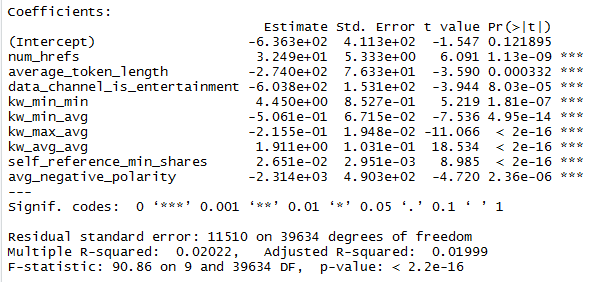 Coefficients:
Estimate Std. Error t value Pr(>|t|)
(Intercept) -6.363e+02 4.113e+02 -1.547 0.121895
num_hrefs 3.249e+01 5.333e+00 6.091 1.13e-09 ***
average_token_length -2.740e+02 7.633e+01 -3.590 0.000332 ***
data_channel_is_entertainment -6.038e+02 1.531e+02 -3.944 8.03e-05 ***
kw_min_min 4.450e+00 8.527e-01 5.219 1.81e-07 ***
kw_min_avg -5.061e-01 6.715e-02 -7.536 4.95e-14 ***
kw_max_avg -2.155e-01 1.948e-02 -11.066 < 2e-16 ***
kw_avg_avg 1.911e+00 1.031e-01 18.534 < 2e-16 ***
self_reference_min_shares 2.651e-02 2.951e-03 8.985 < 2e-16 ***
avg_negative_polarity -2.314e+03 4.903e+02 -4.720 2.36e-06 ***
---
Signif. codes: 0 ‘***’ 0.001 ‘**’ 0.01 ‘*’ 0.05 ‘.’ 0.1 ‘ ’ 1
Residual standard error: 11510 on 39634 degrees of freedom
Multiple R-squared: 0.02022, Adjusted R-squared: 0.01999
F-statistic: 90.86 on 9 and 39634 DF, p-value: < 2.2e-16